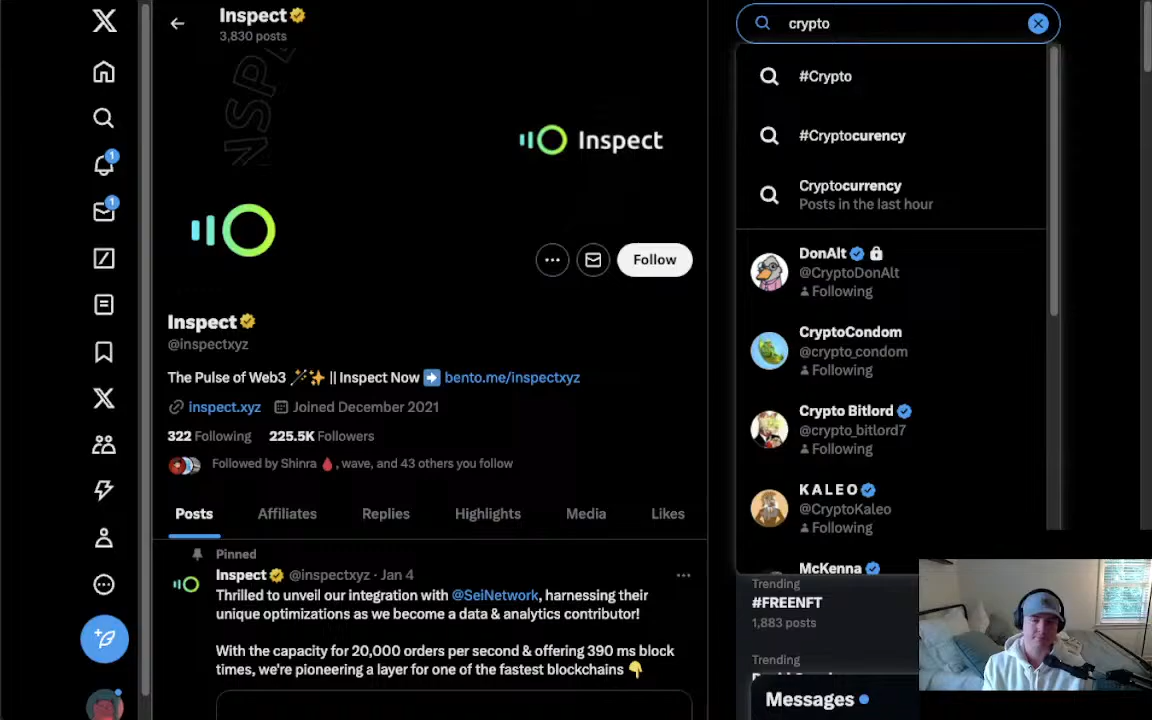 Inspect
3,830 posts
INSPE
Inspect
Follow
Inspect
@inspectxyz
The Pulse of Web3 🪄✨ || Inspect Now ➡️ bento.me/inspectxyz
inspect.xyz Joined December 2021
322 Following 225.5K Followers
Followed by Shinra 🩸, wave, and 43 others you follow
Posts Affiliates Replies Highlights Media Likes
Pinned
Inspect @inspectxyz · Jan 4
Thrilled to unveil our integration with @SeiNetwork, harnessing their
unique optimizations as we become a data & analytics contributor!
With the capacity for 20,000 orders per second & offering 390 ms block
times, we're pioneering a layer for one of the fastest blockchains 👇
1
1
crypto
#Crypto
#Cryptocurency
Cryptocurrency
Posts in the last hour
DonAlt
@CryptoDonAlt
Following
CryptoCondom
@crypto_condom
Following
Crypto Bitlord
@crypto_bitlord7
Following
K A L E O
@CryptoKaleo
Following
McKenna
Trending
#FREENFT
1,883 posts
Trending
Messages